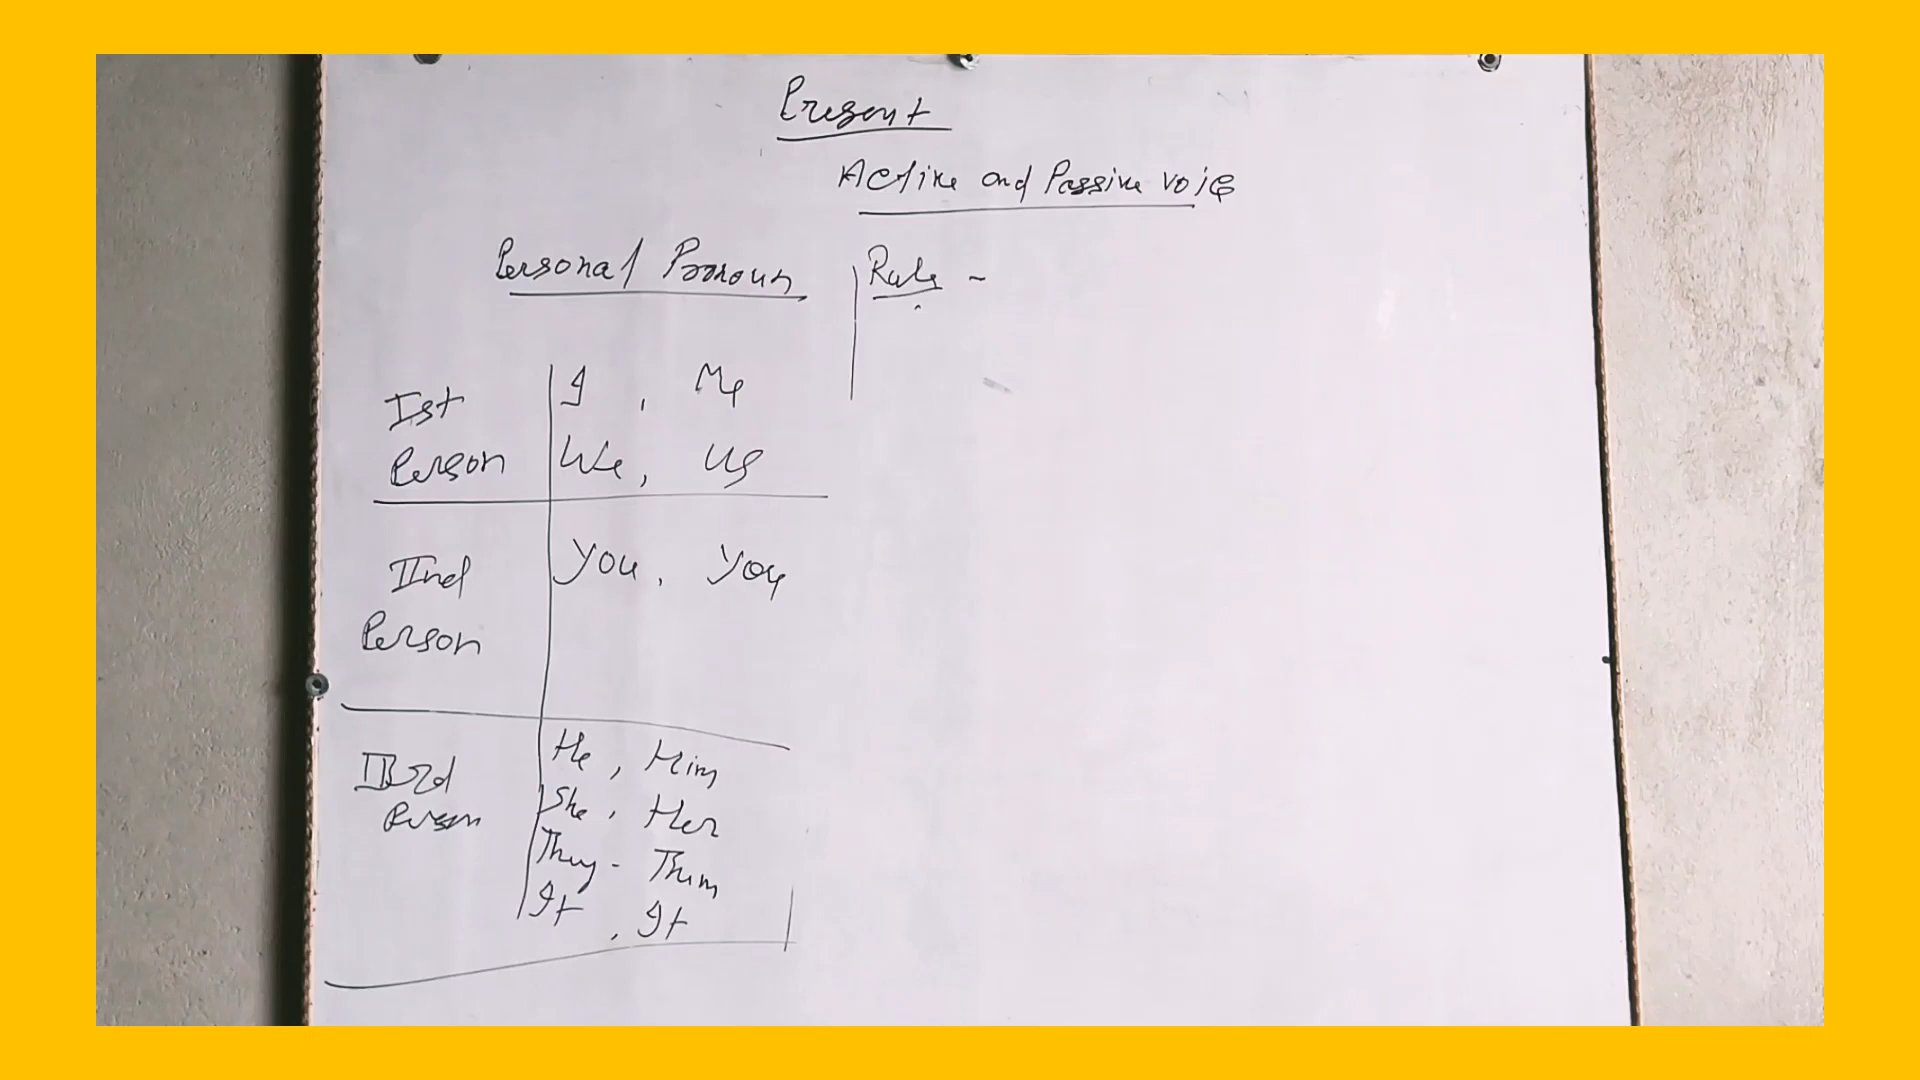 Present
Active and Passive voice
Personal Pronoun
Rule -
Ist
Person
I , Me
We, us
IInd
Person
You, You
IIIrd
Person
He, Him
She, Her
They - Them
It, It